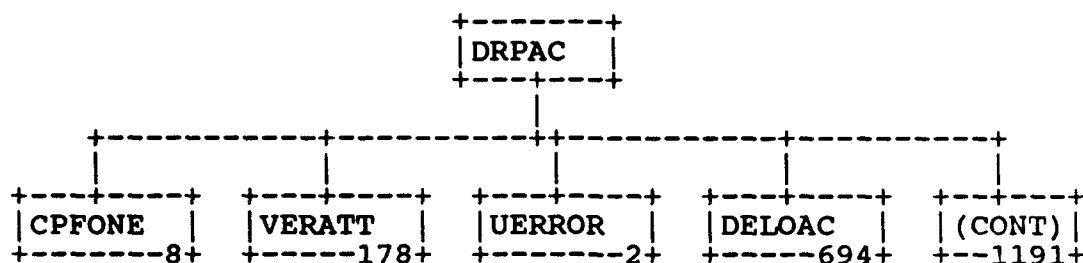 DRPAC
CPFONE VERATT UERROR DELOAC (CONT)
8 178 2 694 1191